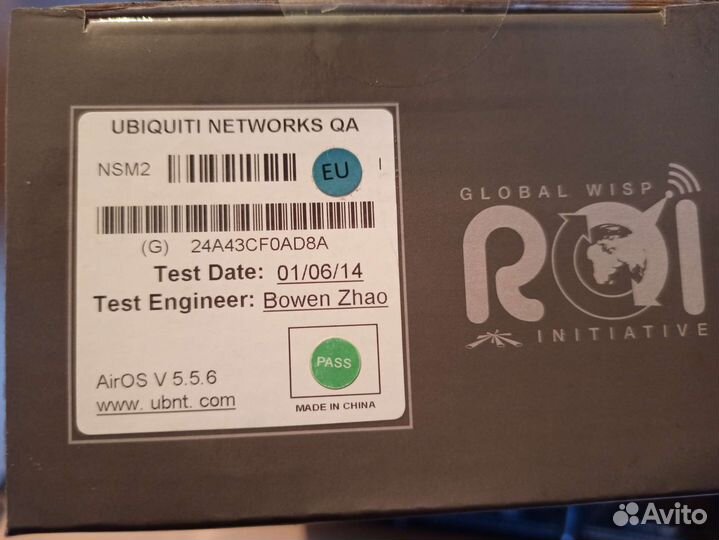 UBIQUITI NETWORKS QA
NSM2
EU
I
(G) 24A43CF0AD8A
Test Date: 01/06/14
Test Engineer: Bowen Zhao
PASS
AirOS V 5.5.6
www. ubnt. com
MADE IN CHINA
GLOBAL WISP
ROI
INITIATIVE
Avito